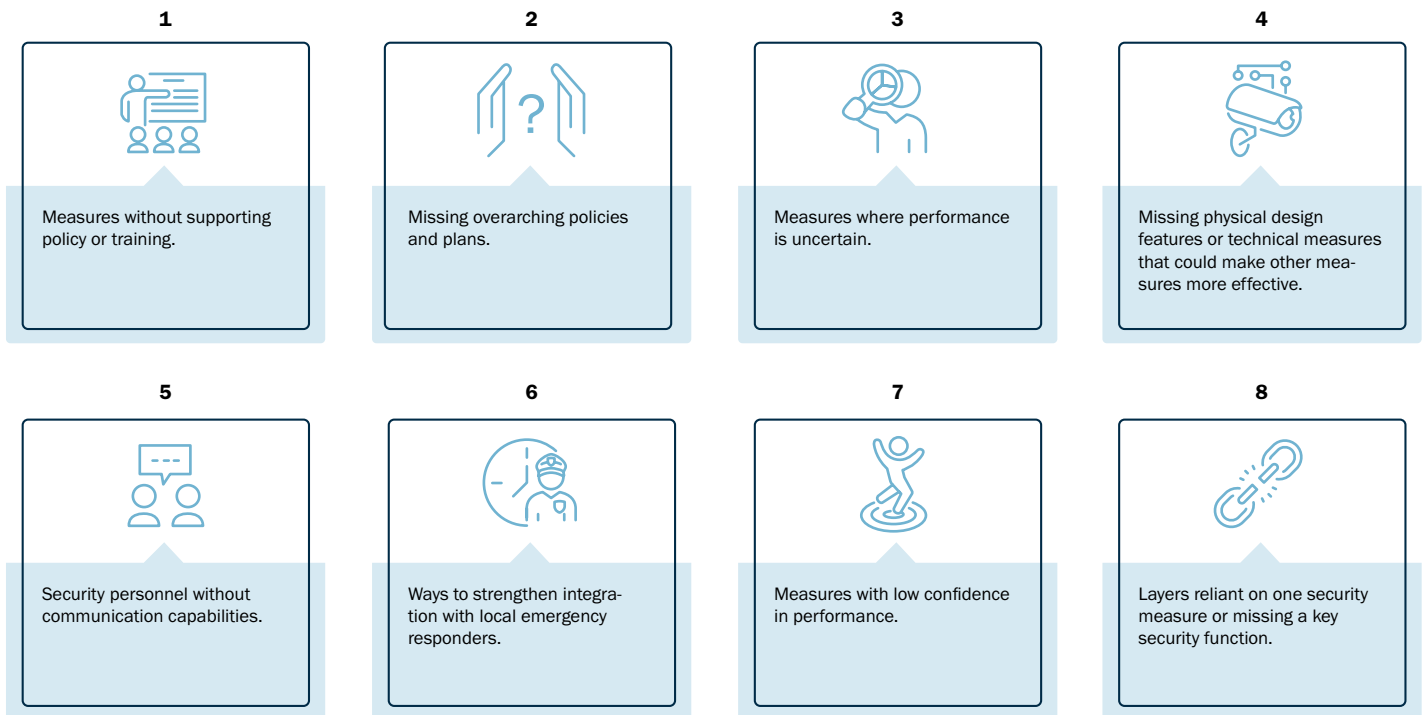 1
Measures without supporting
policy or training.
2
?
Missing overarching policies
and plans.
3
Measures where performance
is uncertain.
4
Missing physical design
features or technical measures
that could make other mea-
sures more effective.
5
Security personnel without
communication capabilities.
6
Ways to strengthen integra-
tion with local emergency
responders.
7
Measures with low confidence
in performance.
8
Layers reliant on one security
measure or missing a key
security function.